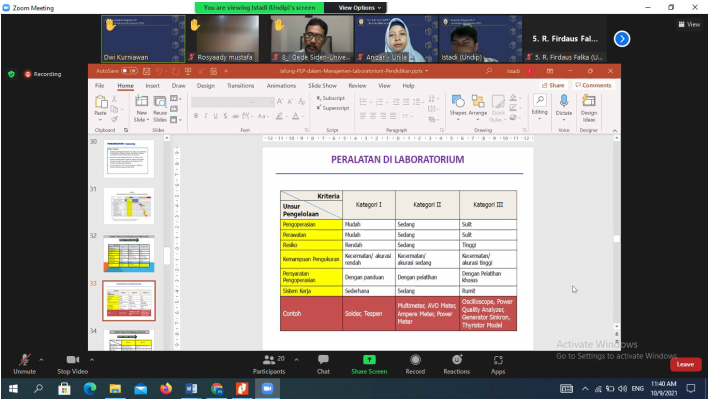 Zoom Meeting
You are viewing Istadi (Undip)'s screen
View Options
View
Dwi Kurniawan
Rosyaady mustafa
8_ Gede Siden-Unive...
Anizar - Unila
Istadi (Undip)
5. R. Firdaus Fal...
5. R. Firdaus Falka (U...
Recording
AutoSave
Jafung-PLP-dalam-Manajemen-Laboratorium-Pendidikan.pptx
Istadi
File Home Insert Draw Design Transitions Animations Slide Show Review Help
Share Comments
Paste
New Slide
Reuse Slides
Subscript
Superscript
Shapes Arrange Quick Styles
Editing
Dictate
Design Ideas
Clipboard Slides Font Paragraph Drawing Voice Designer
30
31
32
33
34
PERALATAN DI LABORATORIUM
Kriteria
Unsur Pengelolaan
Kategori I Kategori II Kategori III
Pengoperasian Mudah Sedang Sulit
Perawatan Mudah Sedang Sulit
Resiko Rendah Sedang Tinggi
Kemampuan Pengukuran Kecermatan/ akurasi rendah Kecermatan/ akurasi sedang Kecermatan/ akurasi tinggi
Persyaratan Pengoperasian Dengan panduan Dengan pelatihan Dengan Pelatihan khusus
Sistem Kerja Sederhana Sedang Rumit
Contoh Solder, Tespen Multimeter, AVO Meter, Ampere Meter, Power Meter Oscilloscope, Power Quality Analyzer, Generator Sinkron, Thyristor Model
Activate Windows
Go to Settings to activate Windows.
Unmute
Stop Video
20
Participants
Chat
Share Screen
Record
Reactions
Apps
Leave
ENG
11:40 AM
10/9/2021